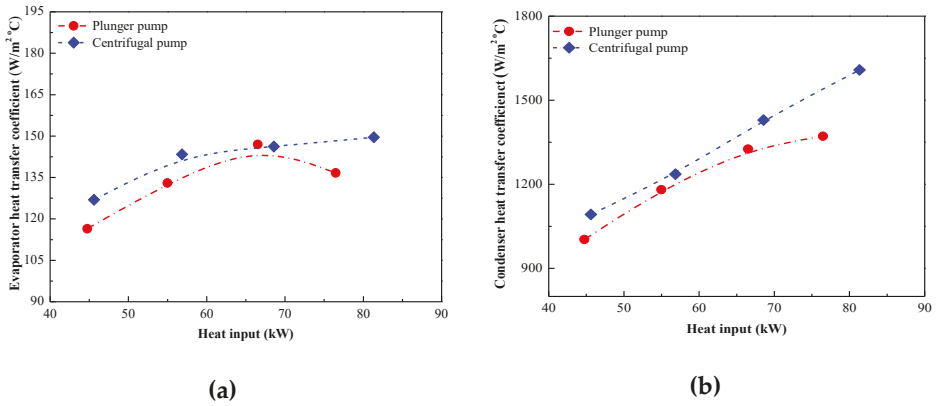 195
180
165
150
135
120
105
90
40
50
60
70
80
90
Evaporator heat transfer coefficient (W/m² °C)
Heat input (kW)
Plunger pump
Centrifugal pump
(a)
1800
1500
1200
900
40
50
60
70
80
90
Condenser heat transfer coefficienct (W/m² °C)
Heat input (kW)
Plunger pump
Centrifugal pump
(b)